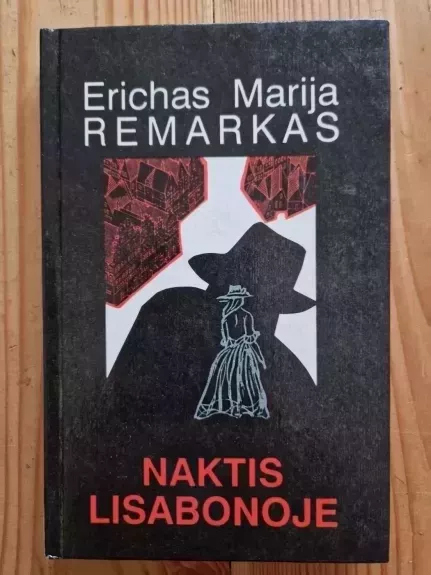 Erichas Marija
REMARKAS
NAKTIS
LISABONOJE